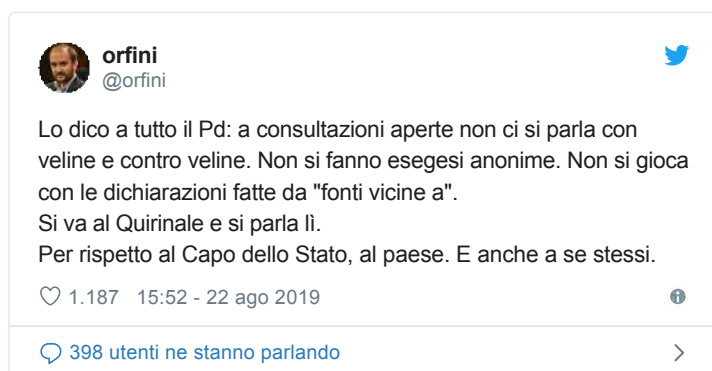 orfini
@orfini
Lo dico a tutto il Pd: a consultazioni aperte non ci si parla con
veline e contro veline. Non si fanno esegesi anonime. Non si gioca
con le dichiarazioni fatte da "fonti vicine a".
Si va al Quirinale e si parla lì.
Per rispetto al Capo dello Stato, al paese. E anche a se stessi.
1.187 15:52 - 22 ago 2019
398 utenti ne stanno parlando